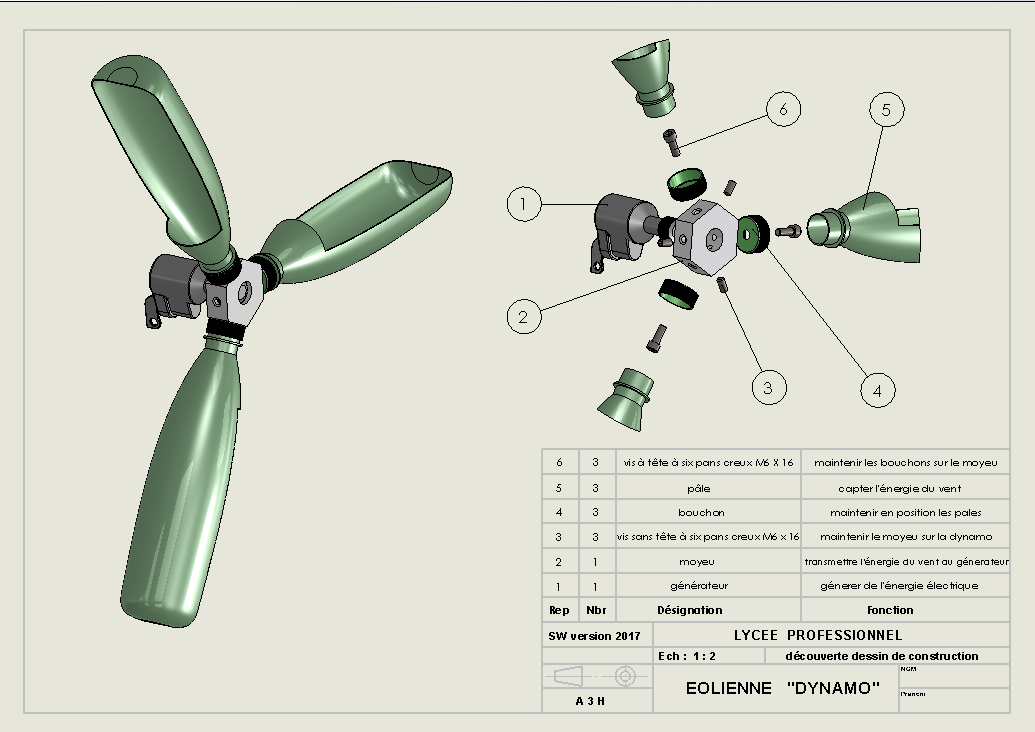 6
5
1
2
3
4
6 3 vis à tête à six pans creux M6 X 16 maintenir les bouchons sur le moyeu
5 3 pâle capter l'énergie du vent
4 3 bouchon maintenir en position les pales
3 3 vis sans tête à six pans creux M6 x 16 maintenir le moyeu sur la dynamo
2 1 moyeu transmettre l'énergie du vent au génerateur
1 1 générateur génerer de l'énergie électrique
Rep Nbr Désignation Fonction
SW version 2017 LYCEE PROFESSIONNEL
Ech : 1 : 2 découverte dessin de construction
NOM
EOLIENNE "DYNAMO"
Prénom
A 3 H